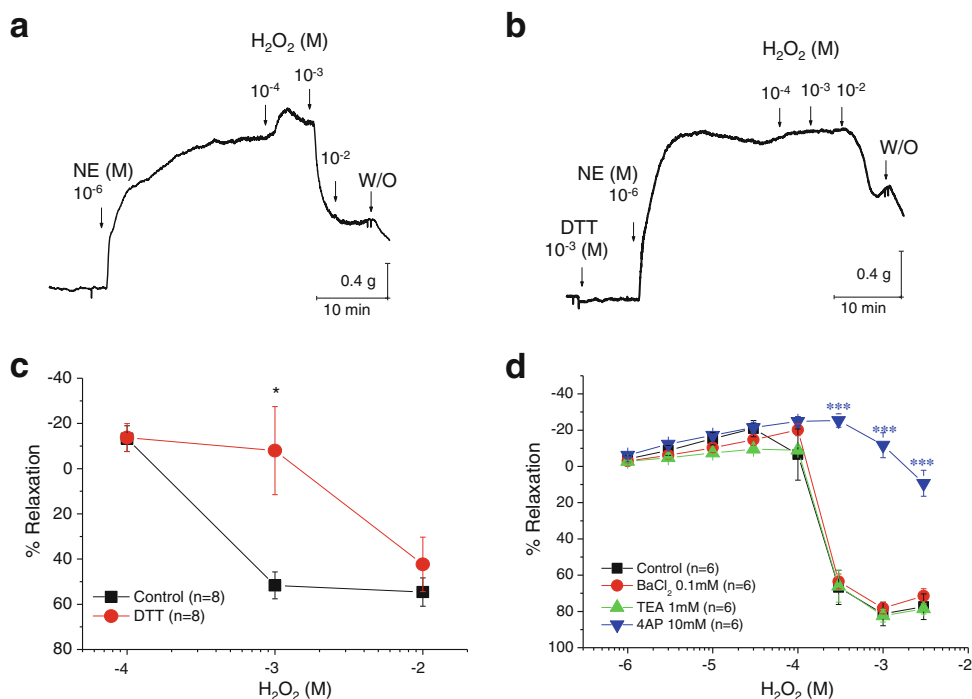 a
H₂O₂ (M)
10⁻³
10⁻⁴
NE (M)
10⁻⁶
10⁻²
W/O
0.4 g
10 min
b
H₂O₂ (M)
10⁻⁴ 10⁻³ 10⁻²
W/O
NE (M)
10⁻⁶
DTT
10⁻³ (M)
0.4 g
10 min
c
-40
-20
0
20
40
60
80
% Relaxation
*
Control (n=8)
DTT (n=8)
-4 -3 -2
H₂O₂ (M)
d
-40
-20
0
20
40
60
80
100
% Relaxation
***
***
***
Control (n=6)
BaCl₂ 0.1mM (n=6)
TEA 1mM (n=6)
4AP 10mM (n=6)
-6 -5 -4 -3 -2
H₂O₂ (M)